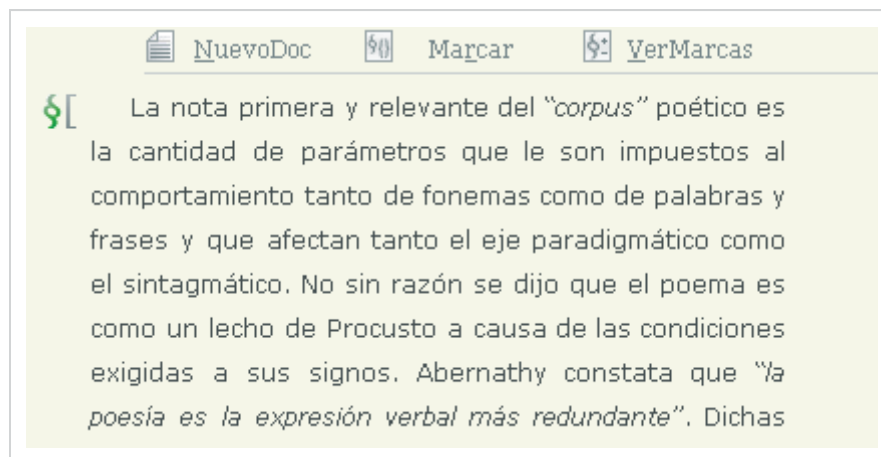 NuevoDoc Marcar VerMarcas
§[ La nota primera y relevante del “corpus” poético es
la cantidad de parámetros que le son impuestos al
comportamiento tanto de fonemas como de palabras y
frases y que afectan tanto el eje paradigmático como
el sintagmático. No sin razón se dijo que el poema es
como un lecho de Procusto a causa de las condiciones
exigidas a sus signos. Abernathy constata que “la
poesía es la expresión verbal más redundante”. Dichas